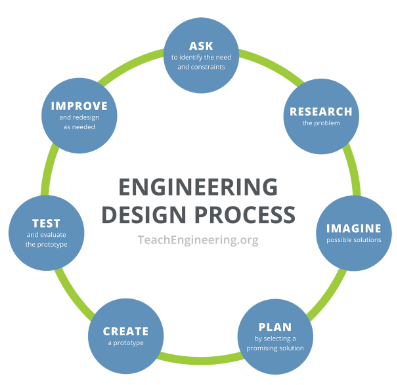 ASK
to identify the need
and constraints
RESEARCH
the problem
IMAGINE
possible solutions
PLAN
by selecting a
promising solution
CREATE
a prototype
TEST
and evaluate
the prototype
IMPROVE
and redesign
as needed
ENGINEERING
DESIGN PROCESS
TeachEngineering.org